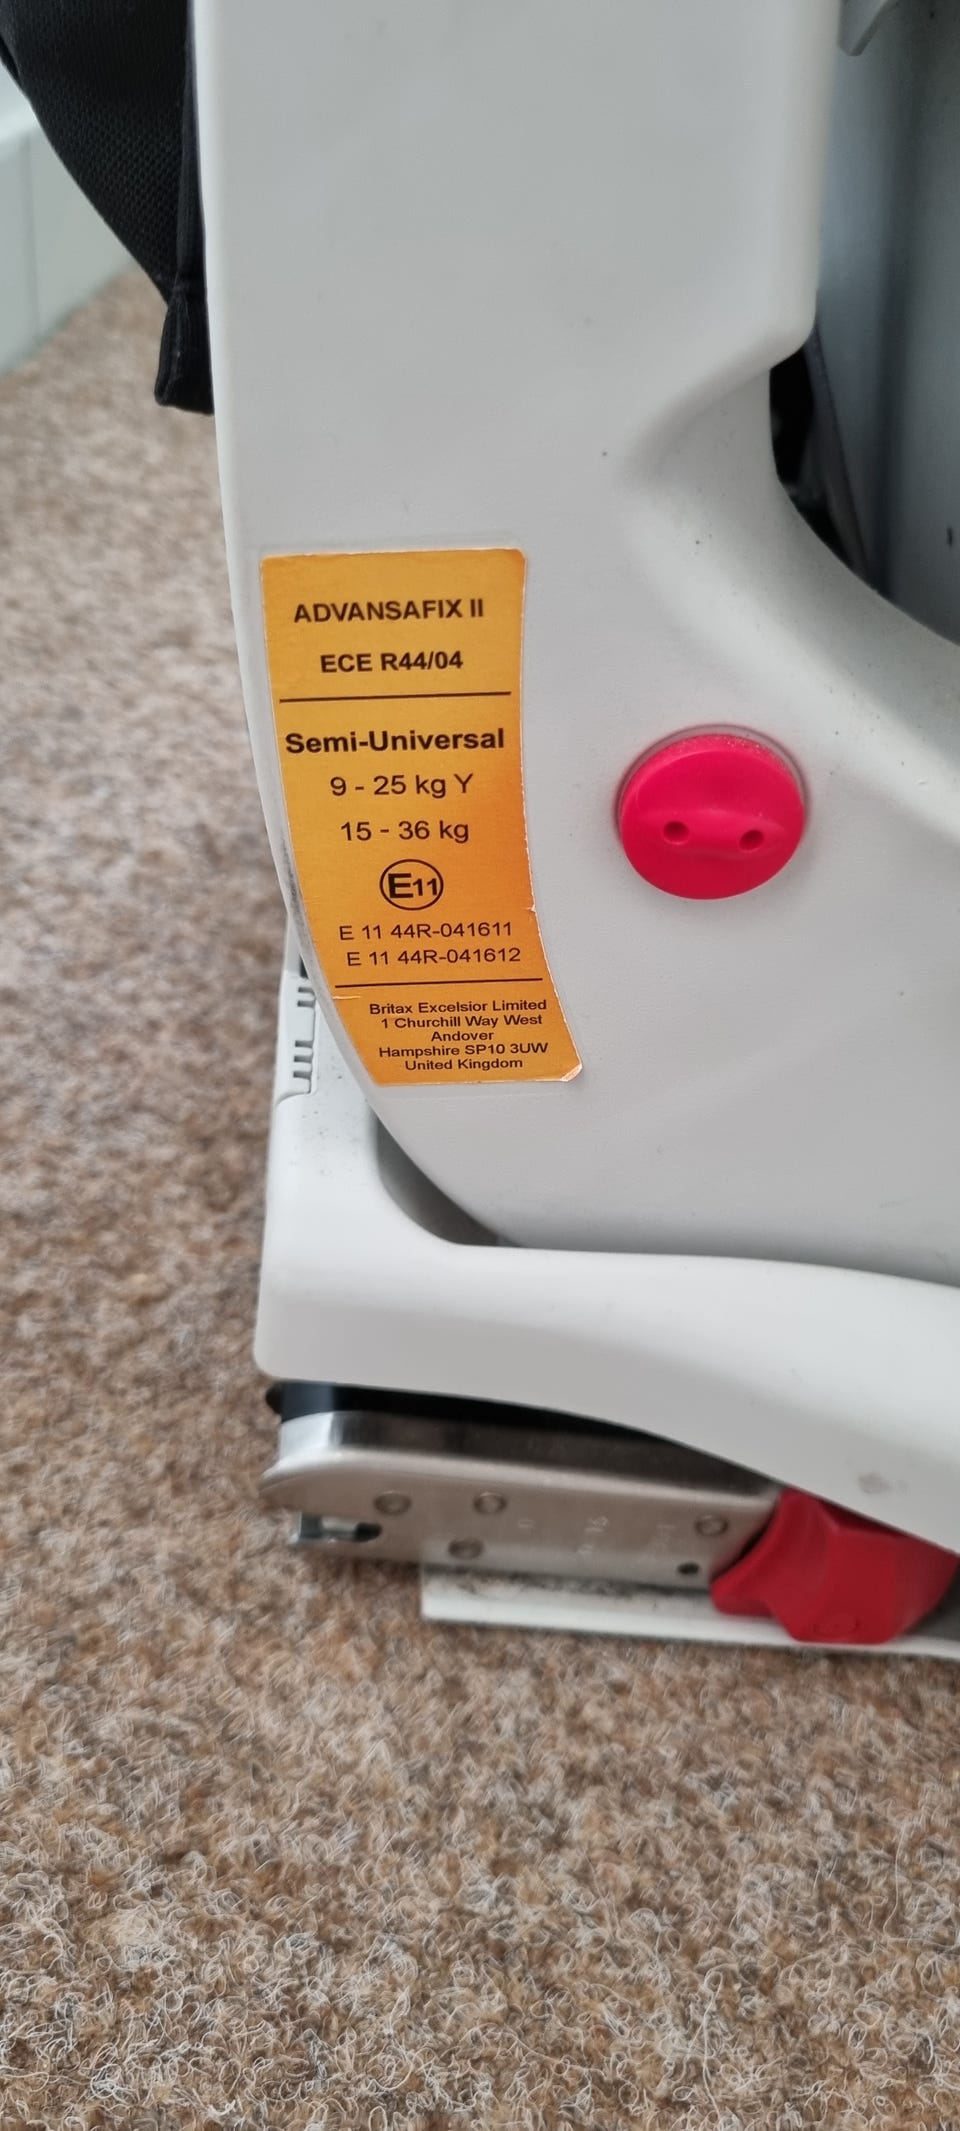 ADVANSAFIX II
ECE R44/04
Semi-Universal
9 - 25 kg Y
15 - 36 kg
E11
E 11 44R-041611
E 11 44R-041612
Britax Excelsior Limited
1 Churchill Way West
Andover
Hampshire SP10 3UW
United Kingdom